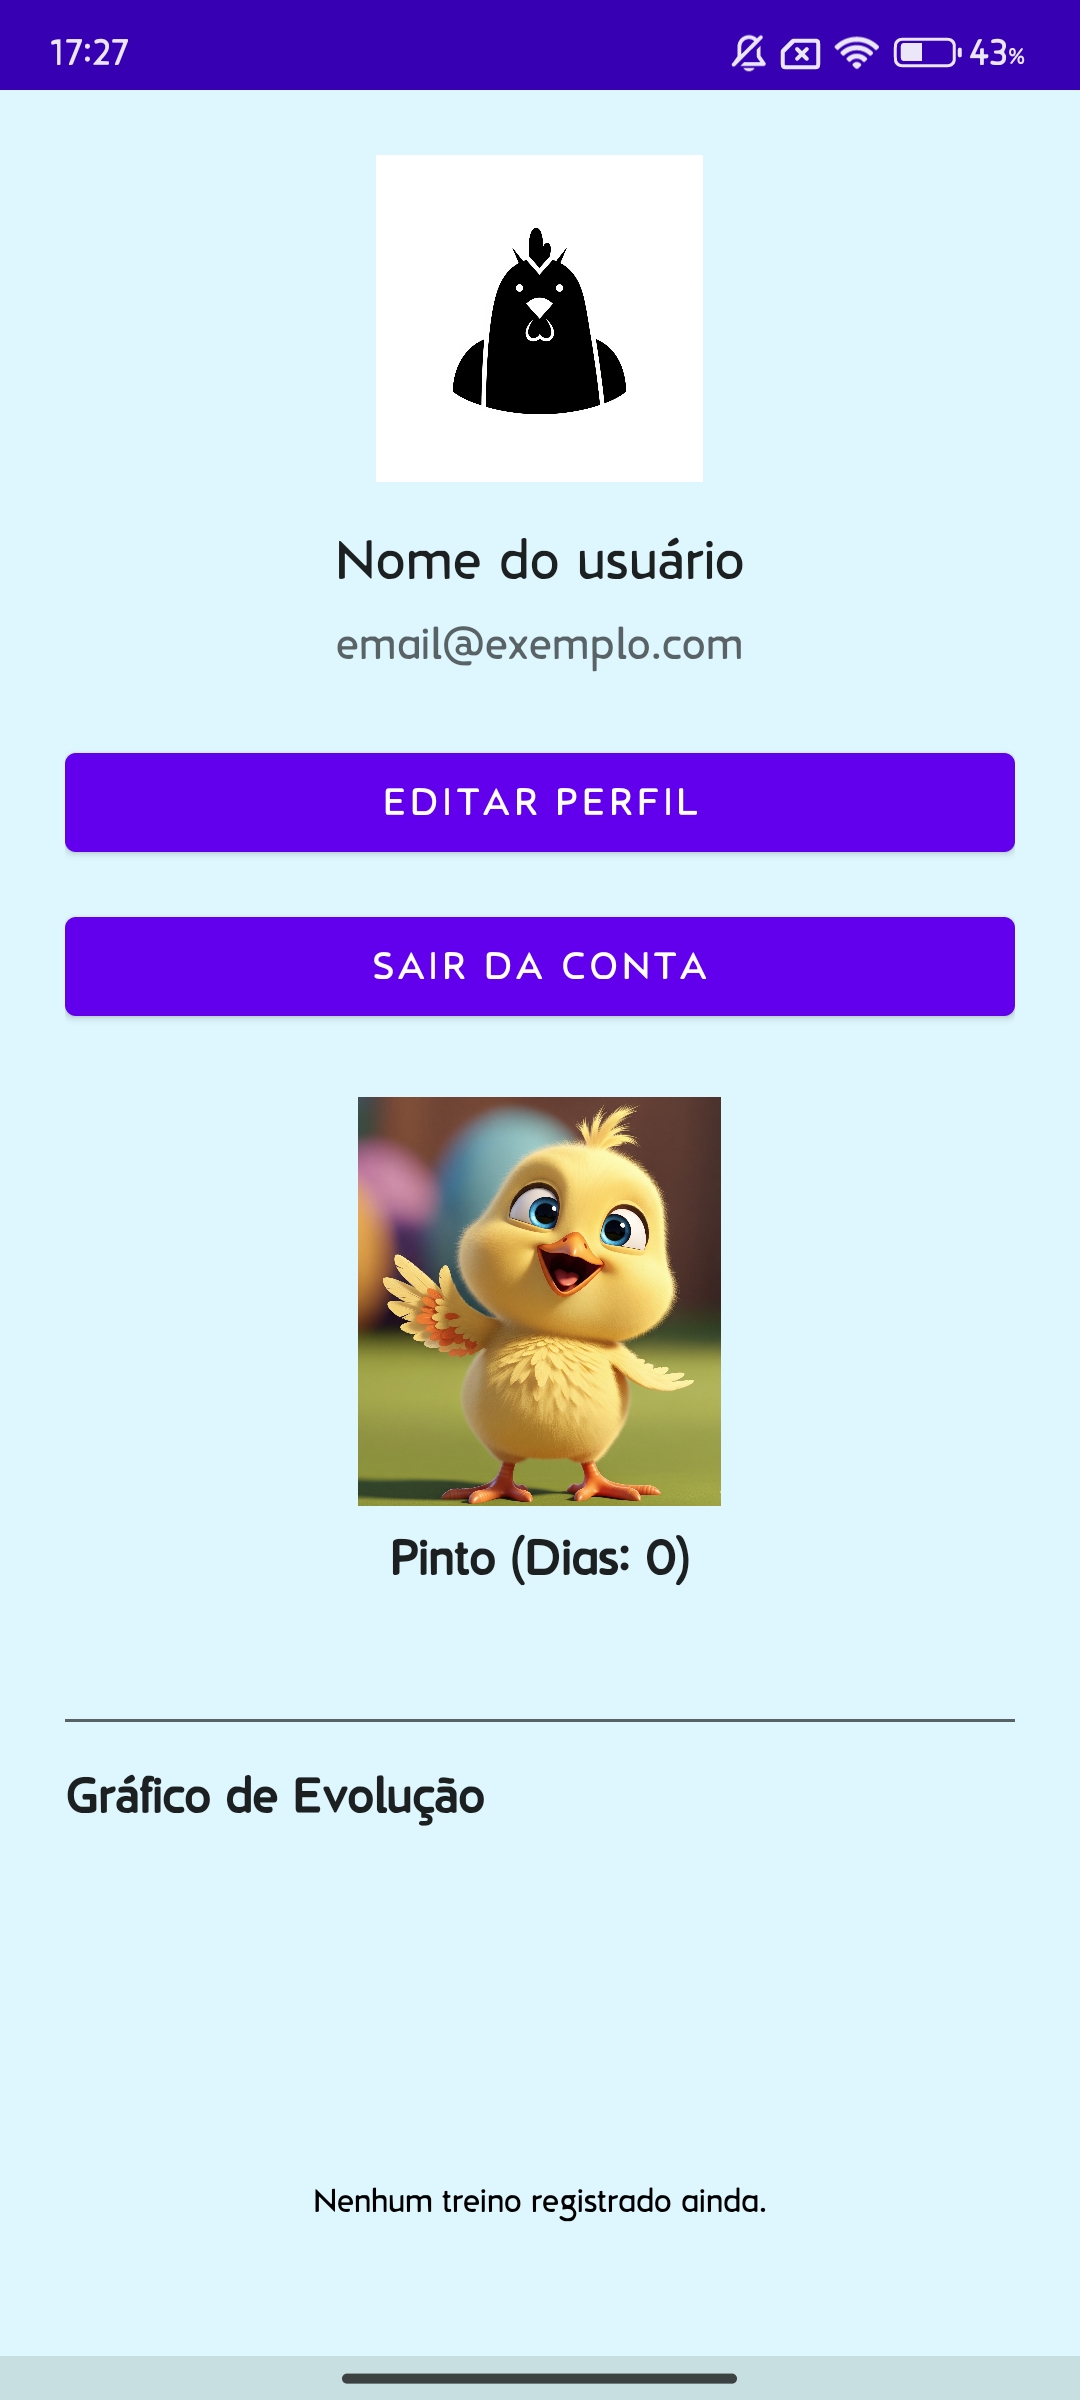 17:27
43%
Nome do usuário
email@exemplo.com
EDITAR PERFIL
SAIR DA CONTA
Pinto (Dias: 0)
Gráfico de Evolução
Nenhum treino registrado ainda.